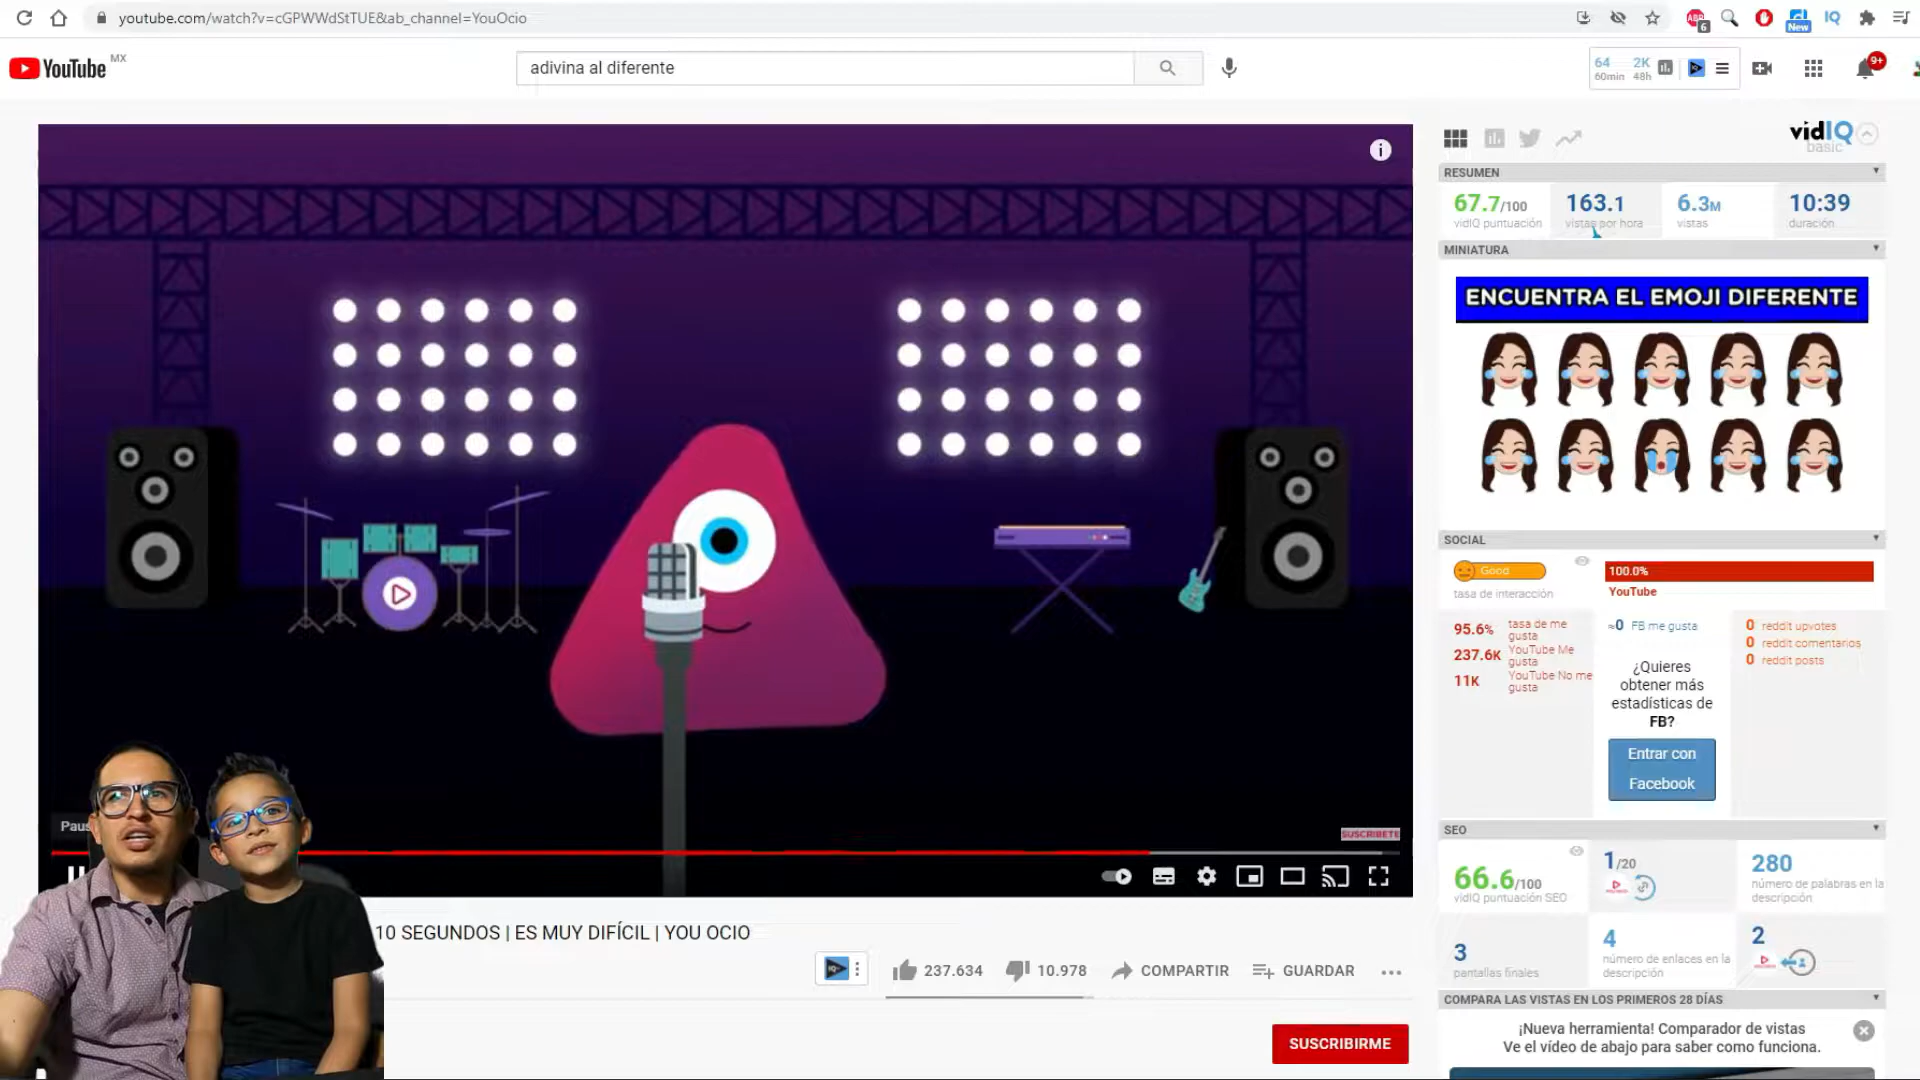 youtube.com/watch?v=cGPWWdStTUE&ab_channel=YouOcio
6
New
IQ
YouTube MX
adivina al diferente
64 2K
60min 48h
9+
vidIQ
basic
RESUMEN
67.7/100 163.1 6.3M 10:39
vidIQ puntuación vistas por hora vistas duración
MINIATURA
ENCUENTRA EL EMOJI DIFERENTE
SOCIAL
Good
tasa de interacción
100.0%
YouTube
95.6% tasa de me gusta
237.6K YouTube Me gusta
11K YouTube No me gusta
≈0 FB me gusta
¿Quieres
obtener más
estadísticas de
FB?
Entrar con
Facebook
0 reddit upvotes
0 reddit comentarios
0 reddit posts
Paus
SUSCRIBETE
SEO
66.6/100
vidIQ puntuación SEO
1/20
280
número de palabras en la
descripción
3
pantallas finales
4
número de enlaces en la
descripción
2
10 SEGUNDOS | ES MUY DIFÍCIL | YOU OCIO
237.634 10.978 COMPARTIR GUARDAR
SUSCRIBIRME
COMPARA LAS VISTAS EN LOS PRIMEROS 28 DÍAS
¡Nueva herramienta! Comparador de vistas
Ve el vídeo de abajo para saber como funciona.